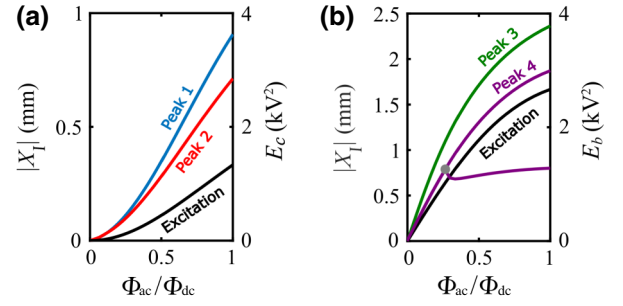 (a)
1
0.5
0
|X_l| (mm)
Peak 1
Peak 2
Excitation
4
2
0
E_c (kV²)
0
0.5
1
Φ_ac/Φ_dc
(b)
2.5
2
1.5
1
0.5
0
|X_l| (mm)
Peak 3
Peak 4
Excitation
4
2
0
E_b (kV²)
0
0.5
1
Φ_ac/Φ_dc